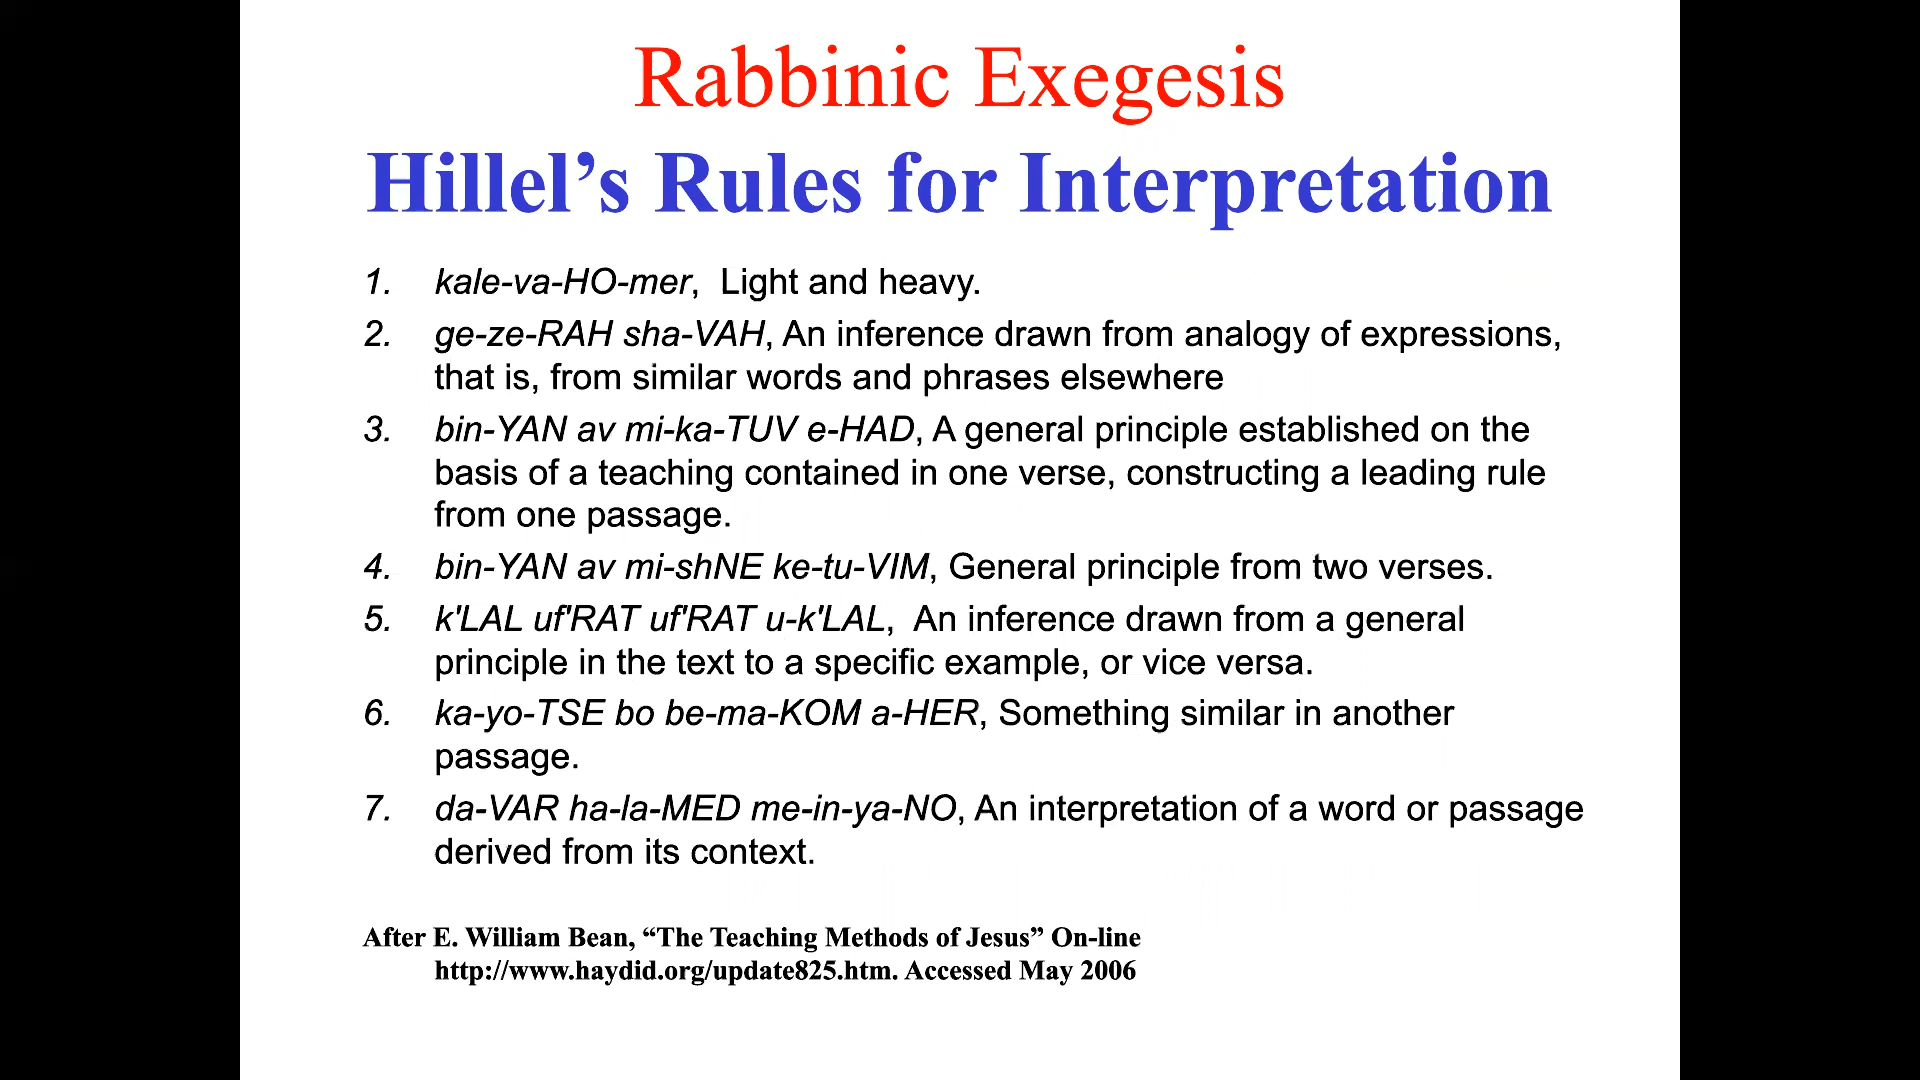 Rabbinic Exegesis
Hillel’s Rules for Interpretation
1. kale-va-HO-mer,  Light and heavy.
2. ge-ze-RAH sha-VAH, An inference drawn from analogy of expressions,
that is, from similar words and phrases elsewhere
3. bin-YAN av mi-ka-TUV e-HAD, A general principle established on the
basis of a teaching contained in one verse, constructing a leading rule
from one passage.
4. bin-YAN av mi-shNE ke-tu-VIM, General principle from two verses.
5. k'LAL uf'RAT uf'RAT u-k'LAL,  An inference drawn from a general
principle in the text to a specific example, or vice versa.
6. ka-yo-TSE bo be-ma-KOM a-HER, Something similar in another
passage.
7. da-VAR ha-la-MED me-in-ya-NO, An interpretation of a word or passage
derived from its context.
After E. William Bean, “The Teaching Methods of Jesus” On-line
http://www.haydid.org/update825.htm. Accessed May 2006